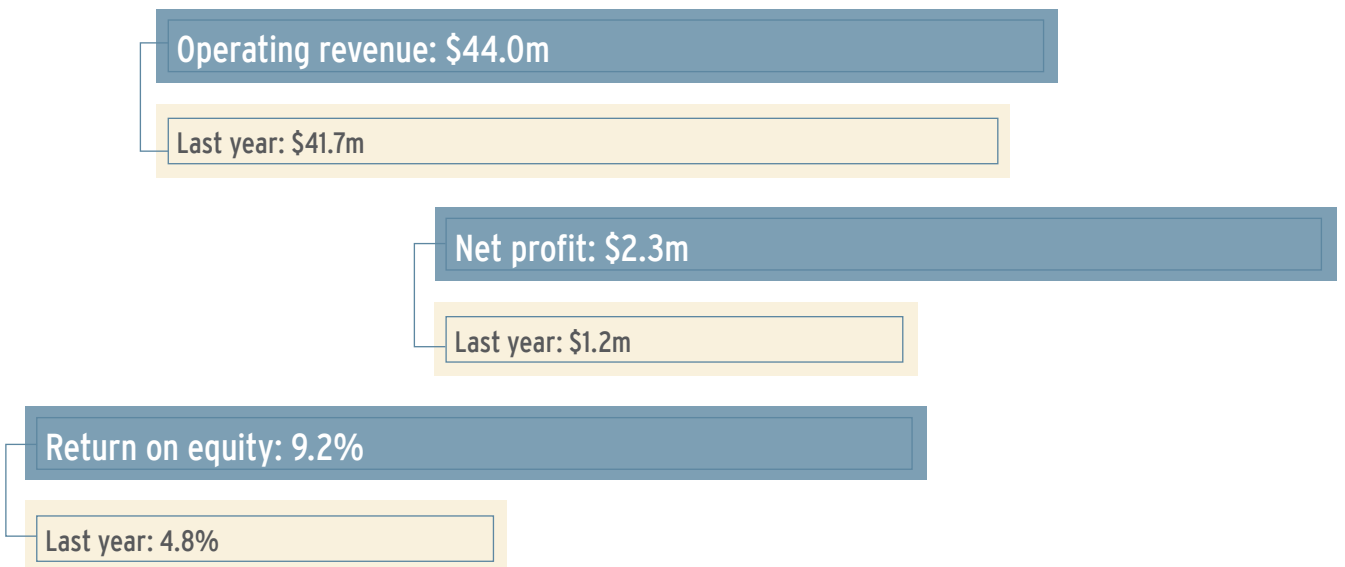 Operating revenue: $44.0m
Last year: $41.7m
Net profit: $2.3m
Last year: $1.2m
Return on equity: 9.2%
Last year: 4.8%